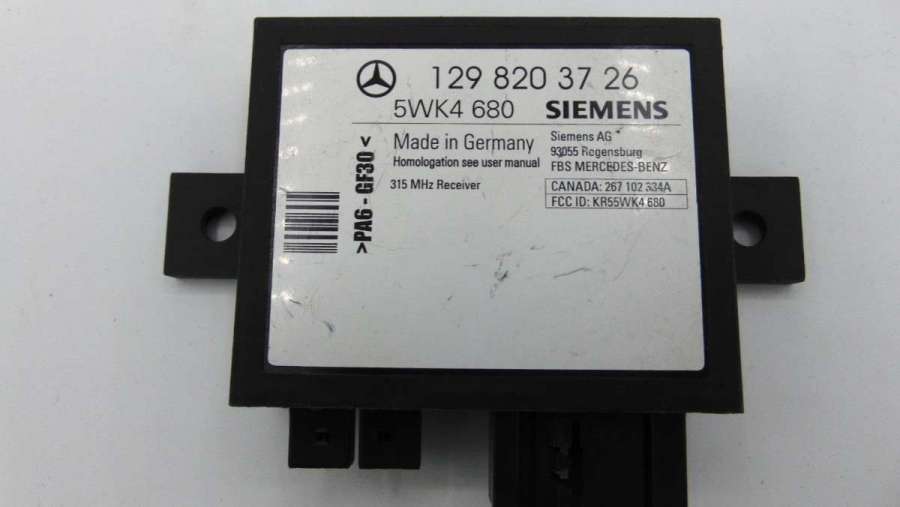 129 820 37 26
5WK4 680 SIEMENS
Made in Germany
Homologation see user manual
315 MHz Receiver
Siemens AG
93055 Regensburg
FBS MERCEDES-BENZ
CANADA: 267 102 334A
FCC ID: KR55WK4 680
>PA6-GF30<